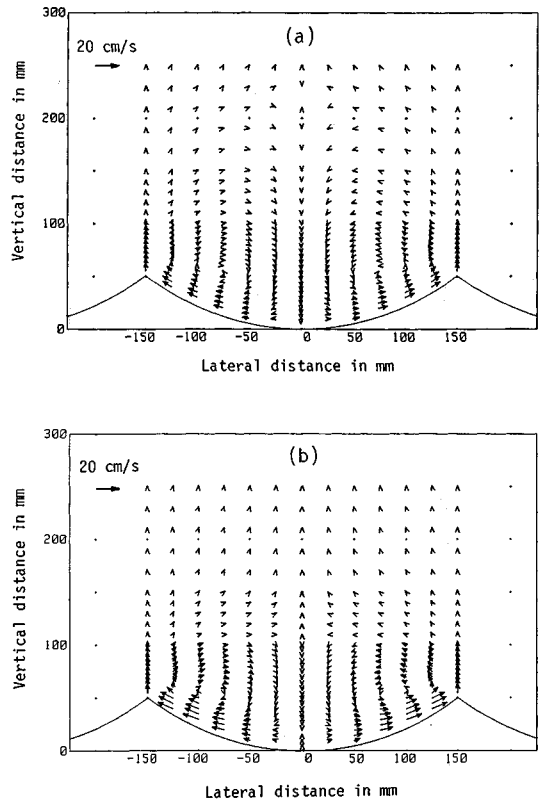 300
(a)
20 cm/s
200
100
0
Vertical distance in mm
-150 -100 -50 0 50 100 150
Lateral distance in mm
300
(b)
20 cm/s
200
100
0
Vertical distance in mm
-150 -100 -50 0 50 100 150
Lateral distance in mm